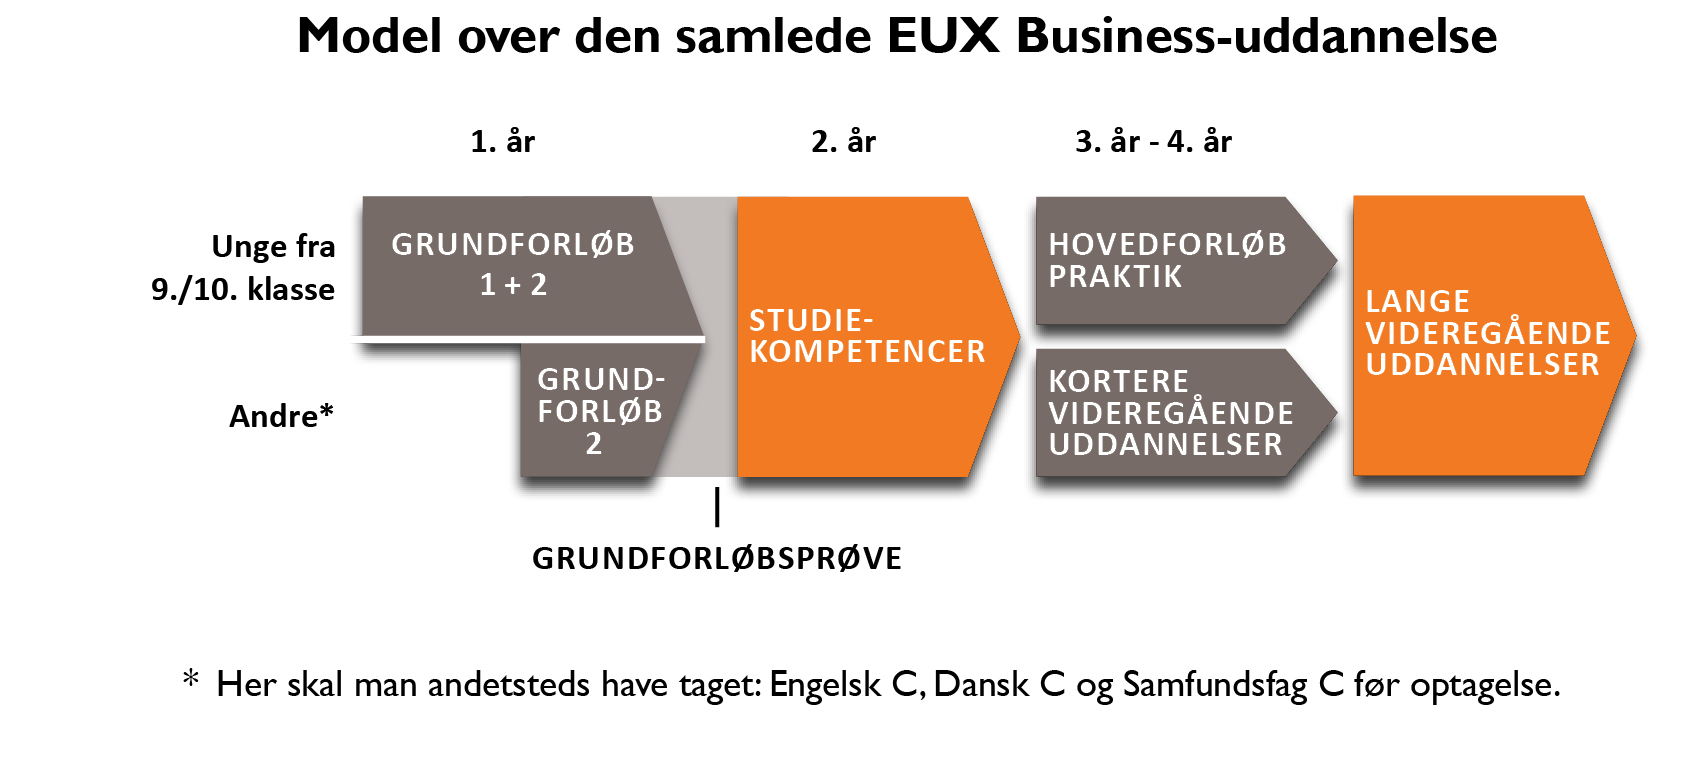 Model over den samlede EUX Business-uddannelse
1. år
2. år
3. år - 4. år
Unge fra
9./10. klasse
GRUNDFORLØB
1 + 2
Andre*
GRUND-
FORLØB
2
STUDIE-
KOMPETENCER
HOVEDFORLØB
PRAKTIK
KORTERE
VIDEREGÅENDE
UDDANNELSER
LANGE
VIDEREGÅENDE
UDDANNELSER
GRUNDFORLØBSPRØVE
* Her skal man andetsteds have taget: Engelsk C, Dansk C og Samfundsfag C før optagelse.